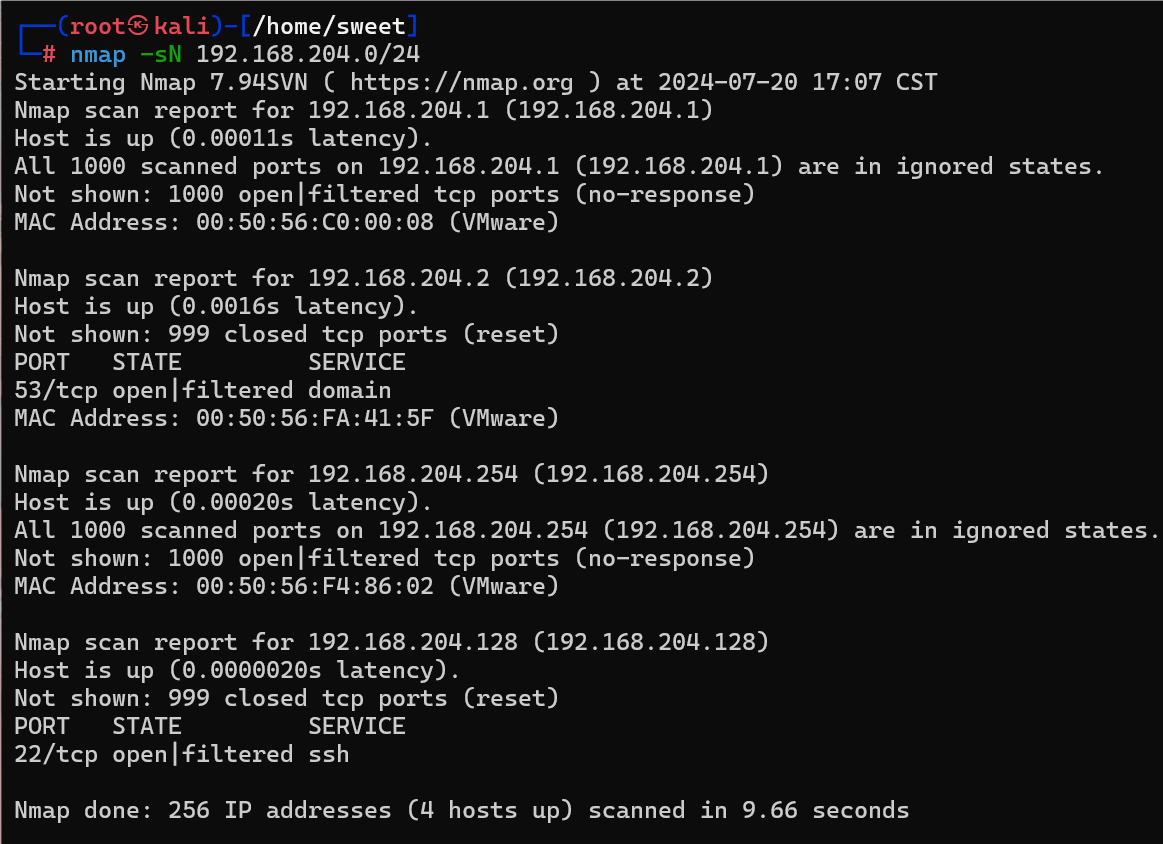 ┌──(root㉿kali)-[/home/sweet]
└─# nmap -sN 192.168.204.0/24
Starting Nmap 7.94SVN ( https://nmap.org ) at 2024-07-20 17:07 CST
Nmap scan report for 192.168.204.1 (192.168.204.1)
Host is up (0.00011s latency).
All 1000 scanned ports on 192.168.204.1 (192.168.204.1) are in ignored states.
Not shown: 1000 open|filtered tcp ports (no-response)
MAC Address: 00:50:56:C0:00:08 (VMware)

Nmap scan report for 192.168.204.2 (192.168.204.2)
Host is up (0.0016s latency).
Not shown: 999 closed tcp ports (reset)
PORT   STATE         SERVICE
53/tcp open|filtered domain
MAC Address: 00:50:56:FA:41:5F (VMware)

Nmap scan report for 192.168.204.254 (192.168.204.254)
Host is up (0.00020s latency).
All 1000 scanned ports on 192.168.204.254 (192.168.204.254) are in ignored states.
Not shown: 1000 open|filtered tcp ports (no-response)
MAC Address: 00:50:56:F4:86:02 (VMware)

Nmap scan report for 192.168.204.128 (192.168.204.128)
Host is up (0.0000020s latency).
Not shown: 999 closed tcp ports (reset)
PORT   STATE         SERVICE
22/tcp open|filtered ssh

Nmap done: 256 IP addresses (4 hosts up) scanned in 9.66 seconds